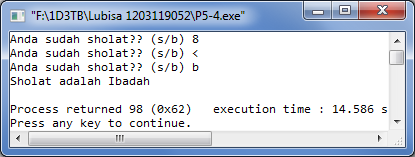 "F:\1D3TB\Lubisa 1203119052\P5-4.exe"
Anda sudah sholat?? (s/b) 8
Anda sudah sholat?? (s/b) <
Anda sudah sholat?? (s/b) b
Sholat adalah Ibadah
Process returned 98 (0x62)   execution time : 14.586 s
Press any key to continue.